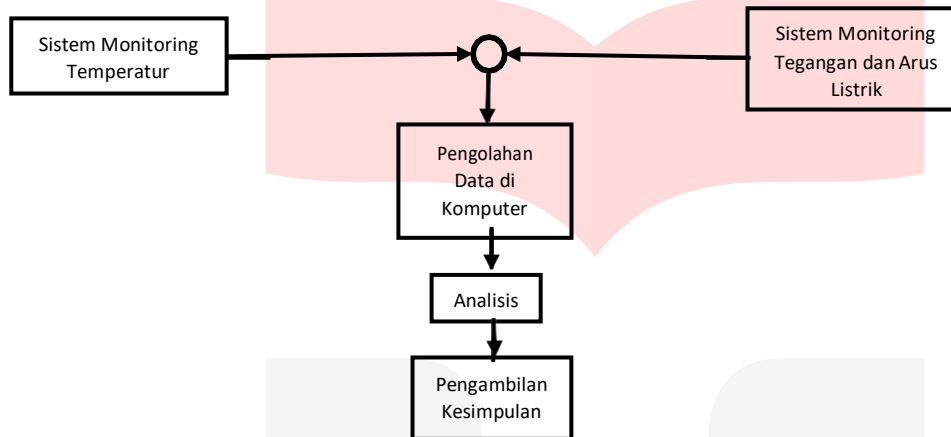 Sistem Monitoring
Temperatur
Sistem Monitoring
Tegangan dan Arus
Listrik
Pengolahan
Data di
Komputer
Analisis
Pengambilan
Kesimpulan